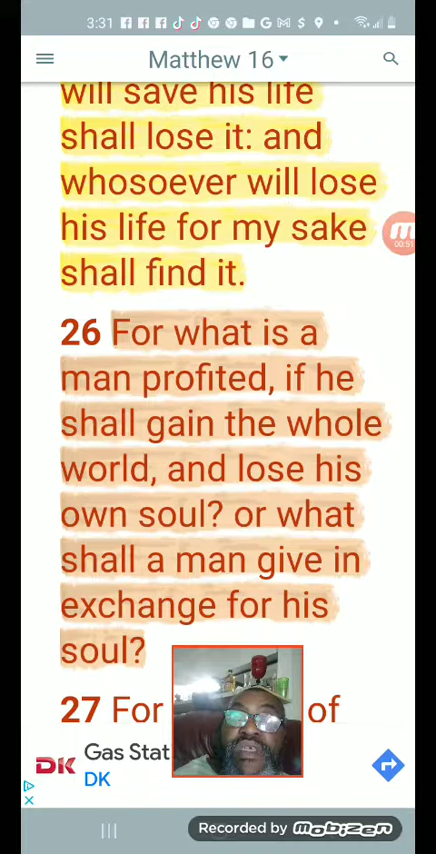 3:31
Matthew 16
will save his life
shall lose it: and
whosoever will lose
his life for my sake
shall find it.
00:51
26 For what is a
man profited, if he
shall gain the whole
world, and lose his
own soul? or what
shall a man give in
exchange for his
soul?
27 For of
DK Gas Stat
DK
Recorded by mobizen